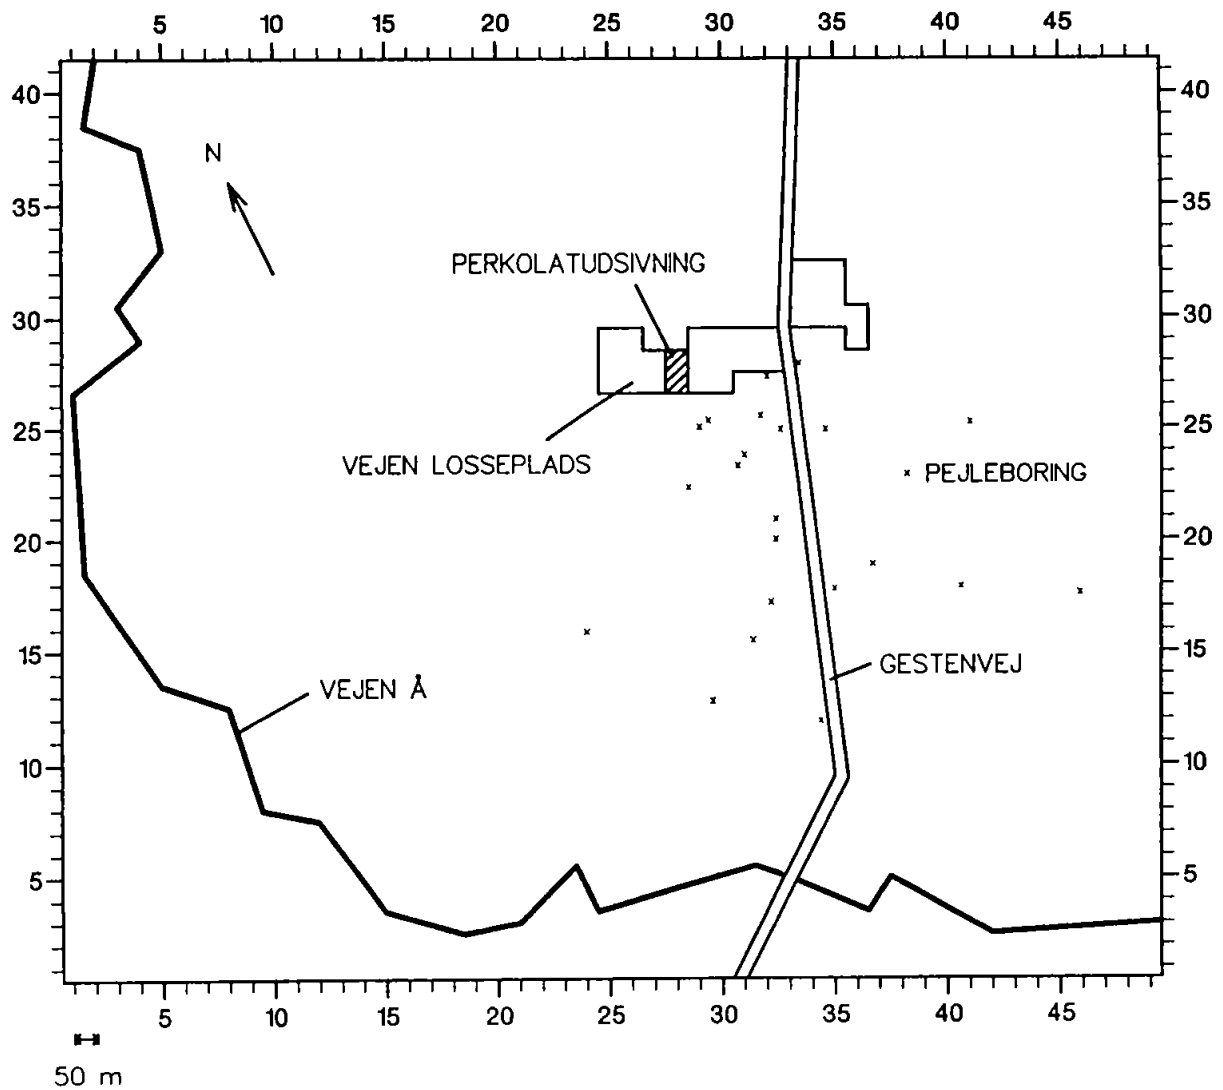 5 10 15 20 25 30 35 40 45
40 40
N
35 35
PERKOLATUDSIVNING
30 30
25 25
VEJEN LOSSEPLADS
x PEJLEBORING
20 20
15 15
GESTENVEJ
VEJEN Å
10 10
5 5
5 10 15 20 25 30 35 40 45
50 m